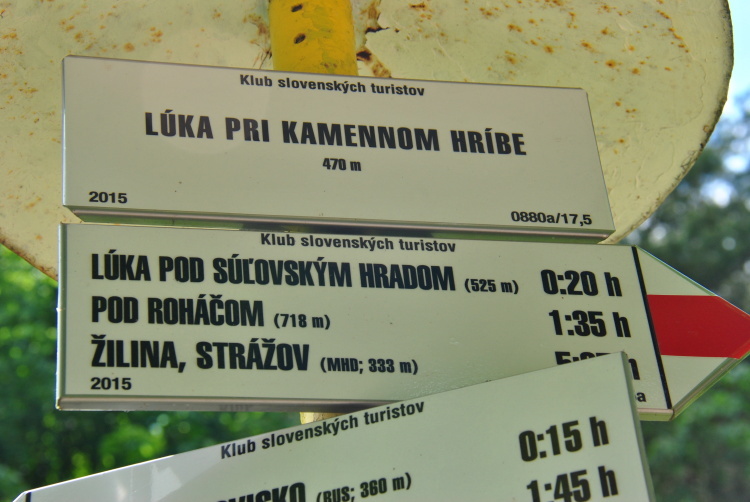 Klub slovenských turistov
LÚKA PRI KAMENNOM HRÍBE
470 m
2015 0880a/17,5
Klub slovenských turistov
LÚKA POD SÚĽOVSKÝM HRADOM (525 m) 0:20 h
POD ROHÁČOM (718 m) 1:35 h
ŽILINA, STRÁŽOV (MHD; 333 m)
2015
Klub slovenských turistov
0:15 h
(BUS; 360 m) 1:45 h